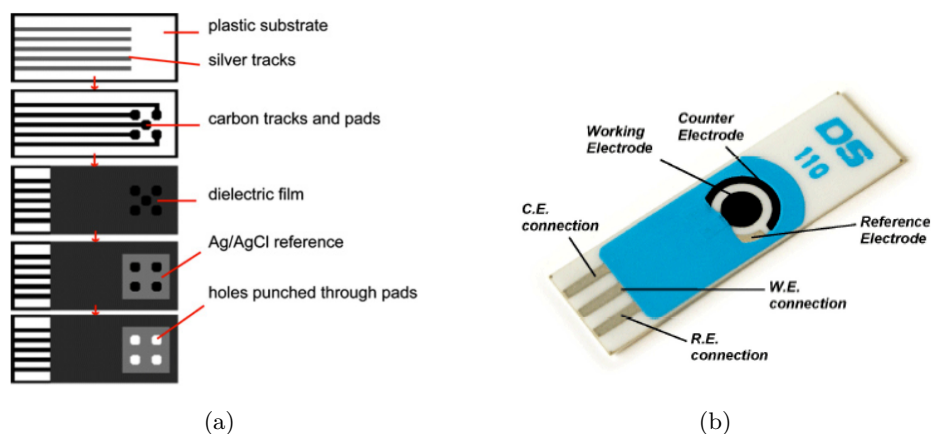 plastic substrate
silver tracks
carbon tracks and pads
dielectric film
Ag/AgCl reference
holes punched through pads
Counter
Electrode
Working
Electrode
DS
110
C.E.
connection
Reference
Electrode
W.E.
connection
R.E.
connection
(a)
(b)